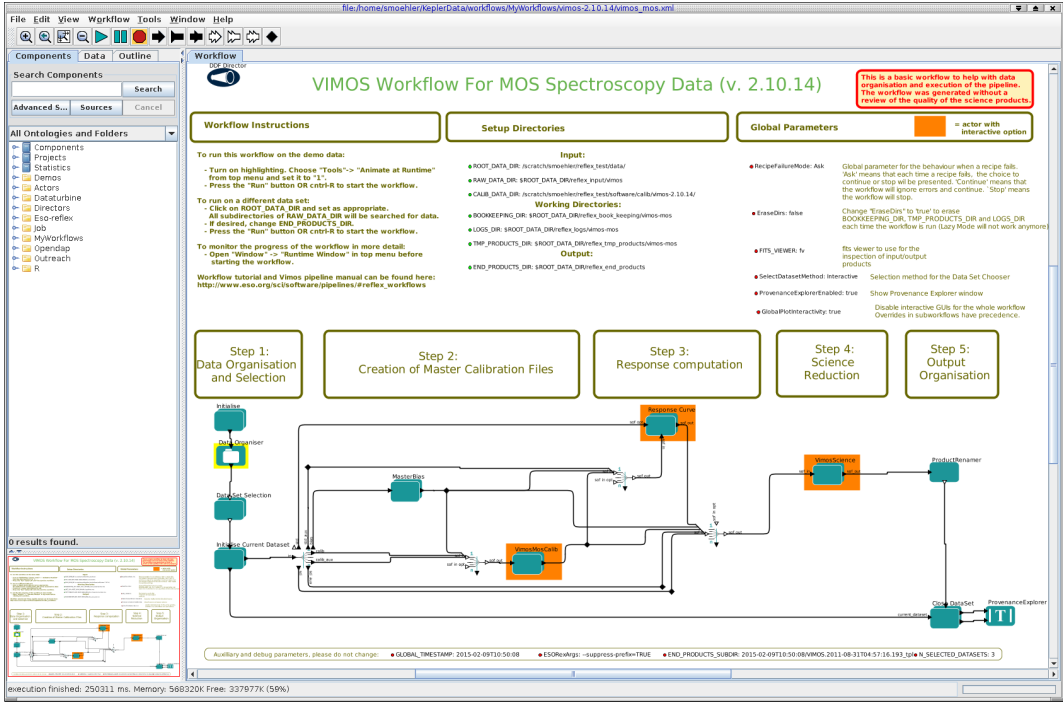 file:/home/smoehler/KeplerData/workflows/MyWorkflows/vimos-2.10.14/vimos_mos.xml
File Edit View Workflow Tools Window Help
Components Data Outline
Workflow
Search Components
Search
Advanced S... Sources Cancel
All Ontologies and Folders
Components
Projects
Statistics
Demos
Actors
Dataturbine
Directors
Eso-reflex
Job
MyWorkflows
Opendap
Outreach
R
0 results found.
DDF Director
VIMOS Workflow For MOS Spectroscopy Data (v. 2.10.14)
This is a basic workflow to help with data
organisation and execution of the pipeline.
The workflow was generated without a
review of the quality of the science products.
Workflow Instructions
Setup Directories
Global Parameters
= actor with
interactive option
To run this workflow on the demo data:
- Turn on highlighting. Choose "Tools"-> "Animate at Runtime"
from top menu and set it to "1".
- Press the "Run" button OR cntrl-R to start the workflow.
To run on a different data set:
- Click on ROOT_DATA_DIR and set as appropriate.
- All subdirectories of RAW_DATA_DIR will be searched for data.
- If desired, change END_PRODUCTS_DIR.
- Press the "Run" button OR cntrl-R to start the workflow.
To monitor the progress of the workflow in more detail:
- Open "Window" -> "Runtime Window" in top menu before
starting the workflow.
Workflow tutorial and Vimos pipeline manual can be found here:
http://www.eso.org/sci/software/pipelines/#reflex_workflows
Input:
ROOT_DATA_DIR: /scratch/smoehler/reflex_test/data/
RAW_DATA_DIR: $ROOT_DATA_DIR/reflex_input/vimos
CALIB_DATA_DIR: /scratch/smoehler/reflex_test/software/calib/vimos-2.10.14/
Working Directories:
BOOKKEEPING_DIR: $ROOT_DATA_DIR/reflex_book_keeping/vimos-mos
LOGS_DIR: $ROOT_DATA_DIR/reflex_logs/vimos-mos
TMP_PRODUCTS_DIR: $ROOT_DATA_DIR/reflex_tmp_products/vimos-mos
Output:
END_PRODUCTS_DIR: $ROOT_DATA_DIR/reflex_end_products
RecipeFailureMode: Ask
Global parameter for the behaviour when a recipe fails.
'Ask' means that each time a recipe fails, the choice to
continue or stop will be presented. 'Continue' means that
the workflow will ignore errors and continue. `Stop' means
the workflow will stop.
EraseDirs: false
Change "EraseDirs" to 'true' to erase
BOOKKEEPING_DIR, TMP_PRODUCTS_DIR and LOGS_DIR
each time the workflow is run (Lazy Mode will not work anymore)
FITS_VIEWER: fv
fits viewer to use for the
inspection of input/output
products
SelectDatasetMethod: Interactive
Selection method for the Data Set Chooser
ProvenanceExplorerEnabled: true
Show Provenance Explorer window
GlobalPlotInteractivity: true
Disable interactive GUIs for the whole workflow
Overrides in subworkflows have precedence.
Step 1:
Data Organisation
and Selection
Step 2:
Creation of Master Calibration Files
Step 3:
Response computation
Step 4:
Science
Reduction
Step 5:
Output
Organisation
Initialise
Data Organiser
DataSet Selection
Initialise Current Dataset
MasterBias
VimosMosCalib
Response Curve
VimosScience
ProductRenamer
current_dataset
Close DataSet
ProvenanceExplorer
T
Auxilliary and debug parameters, please do not change:
GLOBAL_TIMESTAMP: 2015-02-09T10:50:08
ESORexArgs: --suppress-prefix=TRUE
END_PRODUCTS_SUBDIR: 2015-02-09T10:50:08/VIMOS.2011-08-31T04:57:16.193_tpl
N_SELECTED_DATASETS: 3
execution finished: 250311 ms. Memory: 568320K Free: 337977K (59%)